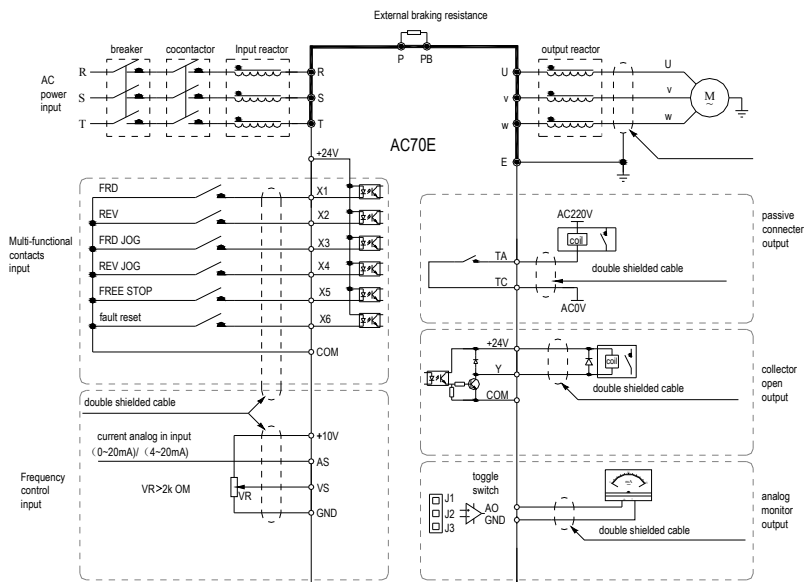 External braking resistance
P PB
breaker cocontactor Input reactor
output reactor
AC
power
input
R
S
T
R
S
T
AC70E
U
v
w
E
U
v
w
M
~
+24V
Multi-functional
contacts
input
FRD X1
REV X2
FRD JOG X3
REV JOG X4
FREE STOP X5
fault reset X6
COM
double shielded cable
Frequency
control
input
current analog in input
（0~20mA)/（4~20mA)
VR>2k OM
VR
+10V
AS
VS
GND
passive
connecter
output
AC220V
coil
TA
TC
double shielded cable
AC0V
collector
open
output
+24V
Y
COM
coil
double shielded cable
analog
monitor
output
toggle
switch
J1
J2
J3
AO
GND
mA
double shielded cable